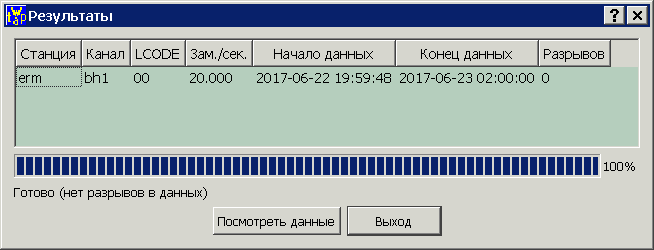 Результаты
Станция Канал LCODE Зам./сек. Начало данных Конец данных Разрывов
erm bh1 00 20.000 2017-06-22 19:59:48 2017-06-23 02:00:00 0
100%
Готово (нет разрывов в данных)
Посмотреть данные Выход